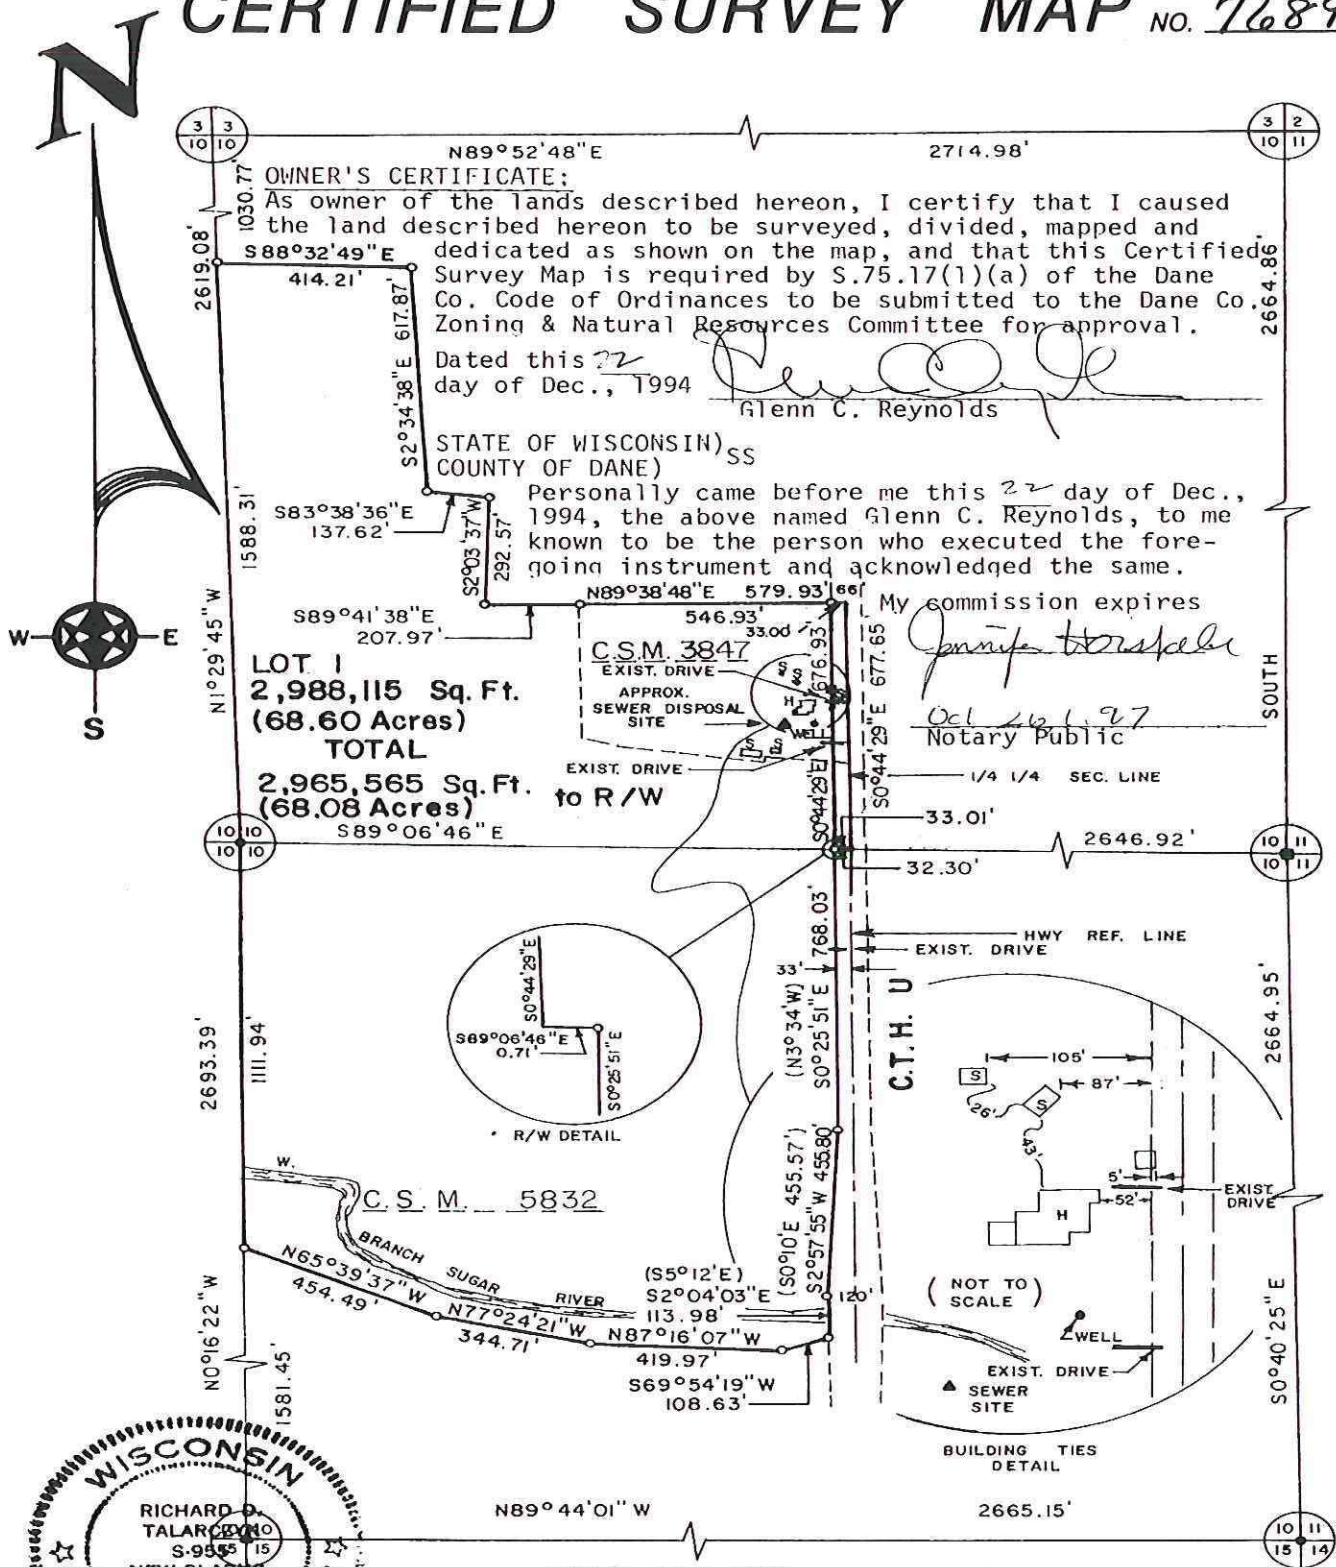 CERTIFIED SURVEY MAP NO. 7689
N
3 3
10 10
N89°52'48"E
2714.98'
3 2
10 11
1030.77'
2619.08'
OWNER'S CERTIFICATE:
As owner of the lands described hereon, I certify that I caused
the land described hereon to be surveyed, divided, mapped and
dedicated as shown on the map, and that this Certified
Survey Map is required by S.75.17(1)(a) of the Dane
Co. Code of Ordinances to be submitted to the Dane Co.
Zoning & Natural Resources Committee for approval.
S88°32'49"E
414.21'
S2°34'38"E 617.87'
2664.86'
Dated this 22
day of Dec., 1994
Glenn C. Reynolds
STATE OF WISCONSIN)
SS
COUNTY OF DANE)
Personally came before me this 22 day of Dec.,
1994, the above named Glenn C. Reynolds, to me
known to be the person who executed the fore-
going instrument and acknowledged the same.
S83°38'36"E
137.62'
S2°03'37"W
292.57'
1588.31'
N1°29'45"W
N89°38'48"E 579.93'
66'
546.93'
33.00'
My commission expires
S89°41'38"E
207.97'
W
E
S
LOT 1
2,988,115 Sq. Ft.
(68.60 Acres)
TOTAL
2,965,565 Sq. Ft.
(68.08 Acres)
to R/W
C.S.M. 3847
EXIST. DRIVE
APPROX.
SEWER DISPOSAL
SITE
S
S
H
WELL
S
S
EXIST. DRIVE
676.93'
S0°44'29"E
S0°44'29"E 677.65'
SOUTH
Oct 26 1,97
Notary Public
1/4 1/4 SEC. LINE
33.01'
S89°06'46"E
2646.92'
10 10
10 10
10 11
10 11
32.30'
768.03'
HWY REF. LINE
EXIST. DRIVE
33'
(N3°34'W)
S0°25'51"E
C.T.H. U
2664.95'
S0°44'29"E
S89°06'46"E
0.71'
S0°25'51"E
R/W DETAIL
2693.39'
1111.94'
105'
S
87'
S
26'
43'
5'
52'
EXIST.
DRIVE
H
W.
BRANCH
SUGAR
RIVER
C.S.M. 5832
(S0°10'E 455.57')
S2°57'55"W 455.80'
N65°39'37"W
454.49'
(S5°12'E)
S2°04'03"E
113.98'
120'
N77°24'21"W
344.71'
N87°16'07"W
419.97'
S69°54'19"W
108.63'
(NOT TO
SCALE)
WELL
EXIST. DRIVE
SEWER
SITE
BUILDING TIES
DETAIL
N0°16'22"W
1581.45'
S0°40'25"E
WISCONSIN
RICHARD D.
S-955
10
15
N89°44'01"W
2665.15'
10 11
15 14